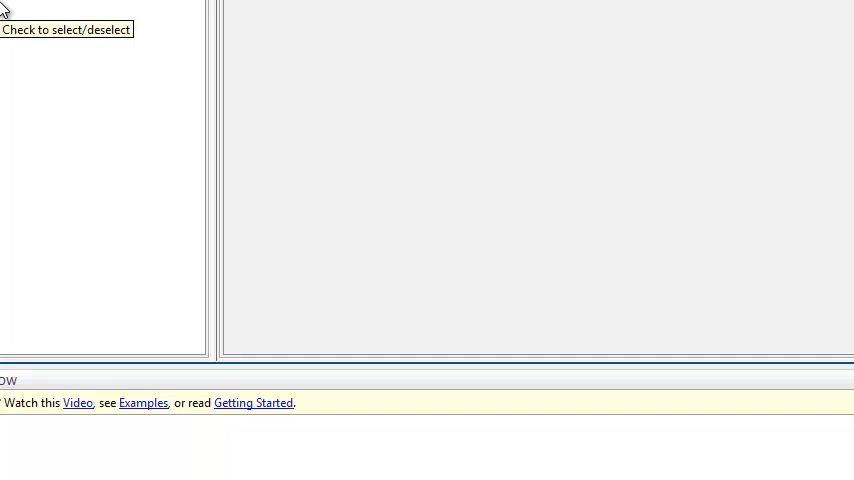 Check to select/deselect
OW
? Watch this Video, see Examples, or read Getting Started.